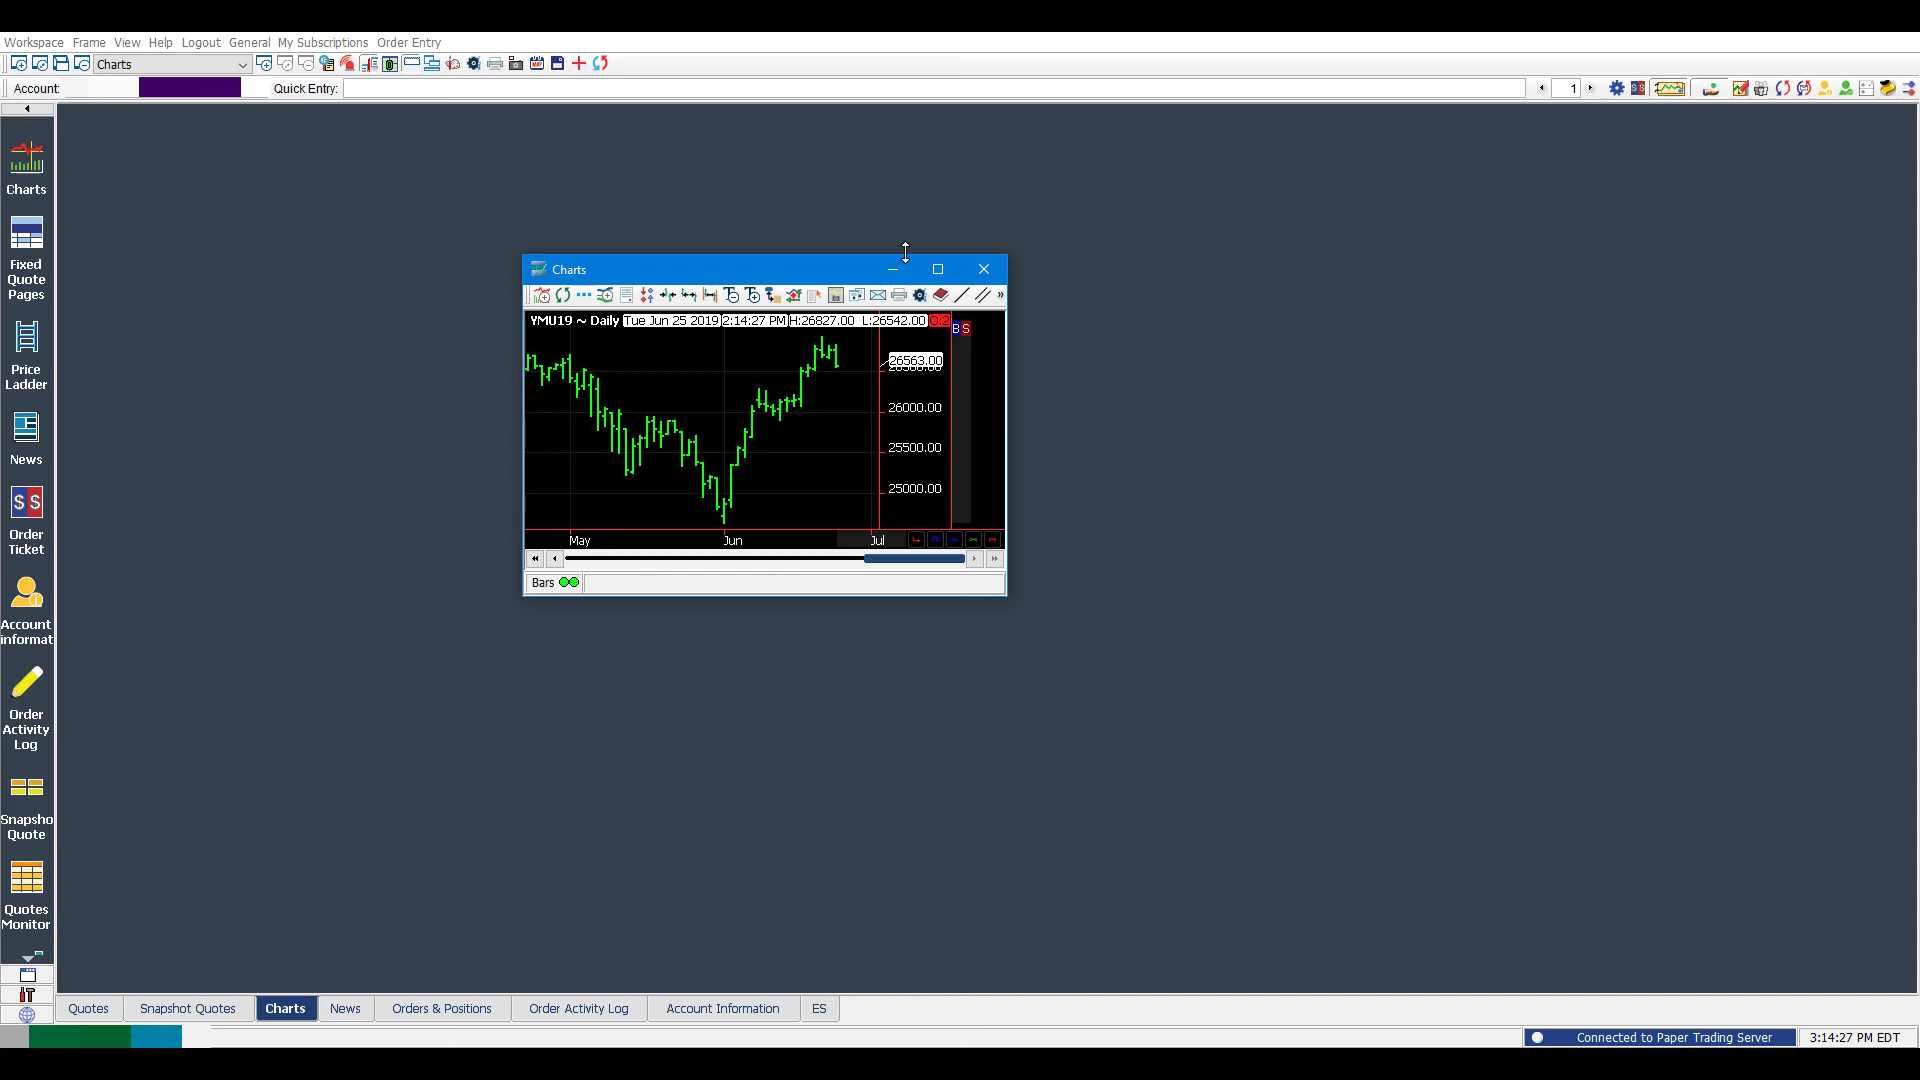 Workspace Frame View Help Logout General My Subscriptions Order Entry
Charts
Account: Quick Entry: 1
Charts
Fixed
Quote
Pages
Price
Ladder
News
$ $
Order
Ticket
Account
informat
Order
Activity
Log
Snapsho
Quote
Quotes
Monitor
Charts
YMU19 ~ Daily Tue Jun 25 2019 2:14:27 PM H:26827.00 L:26542.00 O:2
B S
26563.00
26000.00
25500.00
25000.00
May Jun Jul
Bars
Quotes Snapshot Quotes Charts News Orders & Positions Order Activity Log Account Information ES
Connected to Paper Trading Server 3:14:27 PM EDT